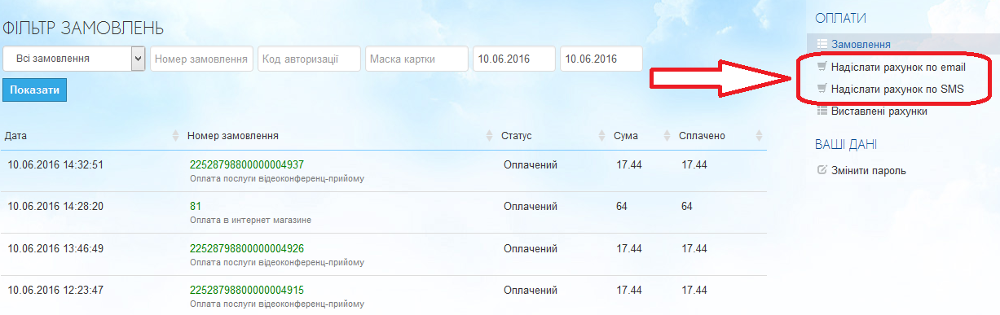 ФІЛЬТР ЗАМОВЛЕНЬ
Всі замовлення Номер замовлення Код авторизації Маска картки 10.06.2016 10.06.2016
Показати
Дата Номер замовлення Статус Сума Сплачено
10.06.2016 14:32:51 22528798800000004937 Оплачений 17.44 17.44
Оплата послуги відеоконференц-прийому
10.06.2016 14:28:20 81 Оплачений 64 64
Оплата в интернет магазине
10.06.2016 13:46:49 22528798800000004926 Оплачений 17.44 17.44
Оплата послуги відеоконференц-прийому
10.06.2016 12:23:47 22528798800000004915 Оплачений 17.44 17.44
Оплата послуги відеоконференц-прийому
ОПЛАТИ
Замовлення
Надіслати рахунок по email
Надіслати рахунок по SMS
Виставлені рахунки
ВАШІ ДАНІ
Змінити пароль